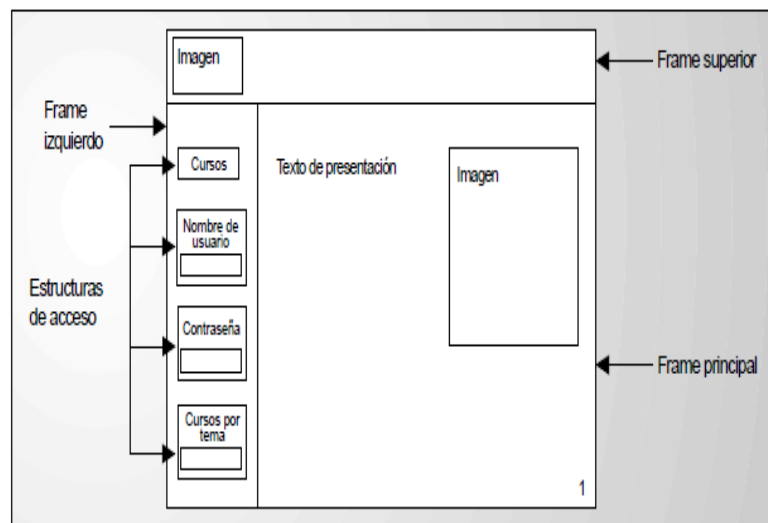 Imagen
Frame superior
Frame
izquierdo
Cursos
Texto de presentación
Imagen
Nombre de
usuario
Estructuras
de acceso
Contraseña
Frame principal
Cursos por
tema
1